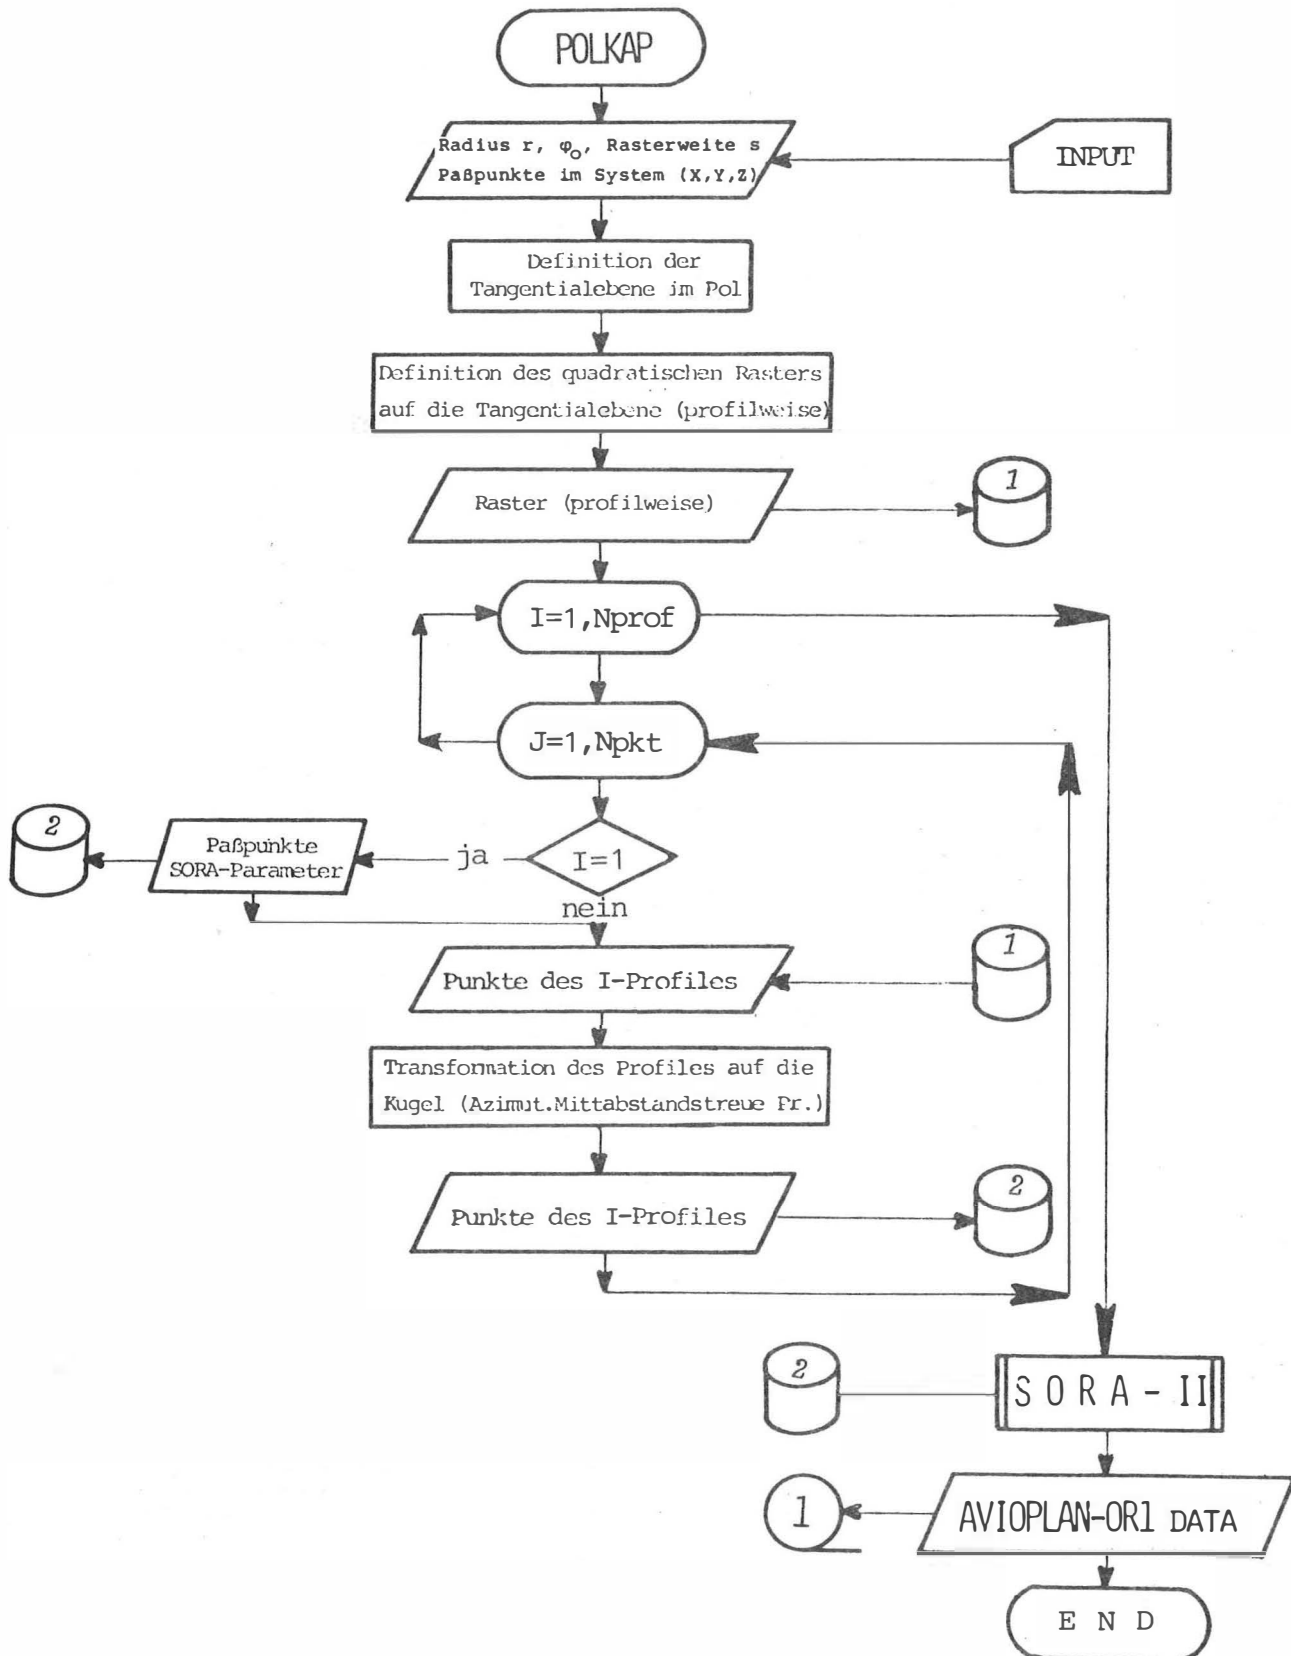 POLKAP
Radius r, φo, Rasterweite s
Paßpunkte im System (X,Y,Z)
INPUT
Definition der
Tangentialebene im Pol
Definition des quadratischen Rasters
auf die Tangentialebene (profilweise)
Raster (profilweise)
1
I=1,Nprof
J=1,Npkt
2
Paßpunkte
SORA-Parameter
ja
I=1
nein
Punkte des I-Profiles
1
Transformation des Profiles auf die
Kugel (Azimut.Mittabstandstreue Pr.)
Punkte des I-Profiles
2
2
SORA-II
1
AVIOPLAN-OR1 DATA
END